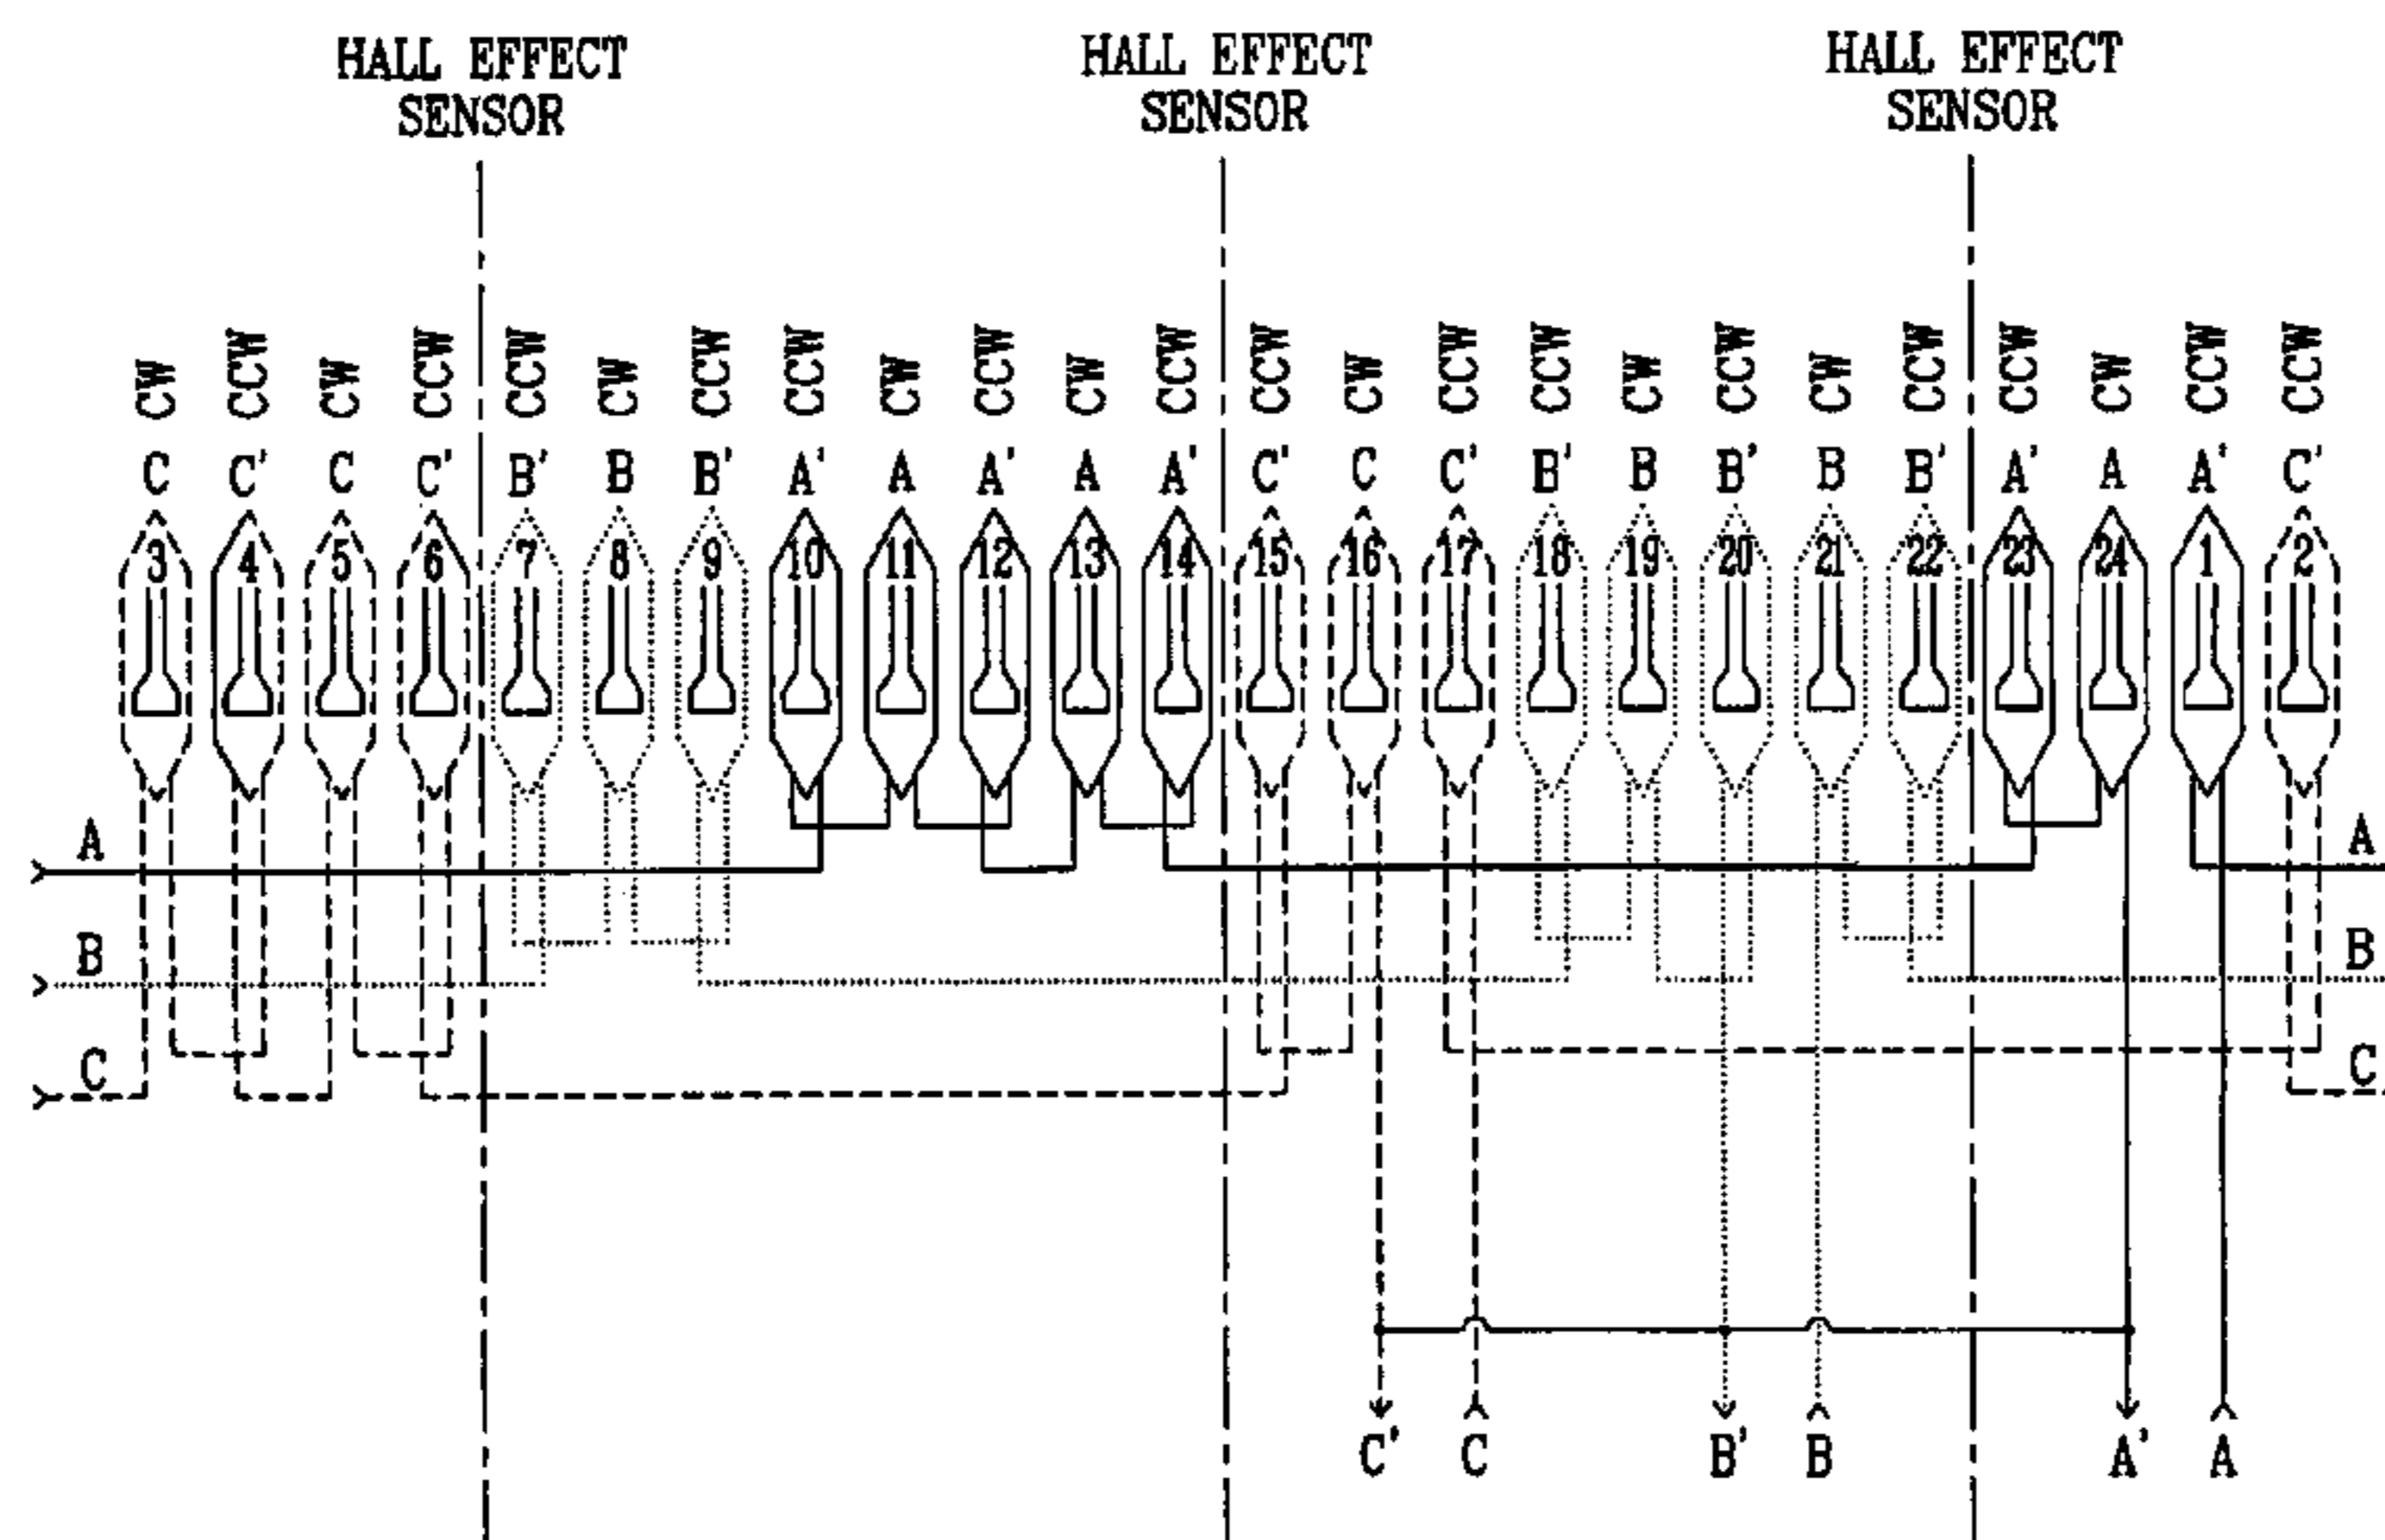 HALL EFFECT SENSOR
HALL EFFECT SENSOR
HALL EFFECT SENSOR
CW CCW CW CCW CCW CW CCW CCW CW CCW CW CCW CCW CW CCW CCW CW CCW CW CCW CCW CW CCW CCW
C C' C C' B' B B' A' A A' A A' C' C C' B' B B' B B' A' A A' C'
3 4 5 6 7 8 9 10 11 12 13 14 15 16 17 18 19 20 21 22 23 24 1 2
A A
B B
C C
C' C B' B A' A